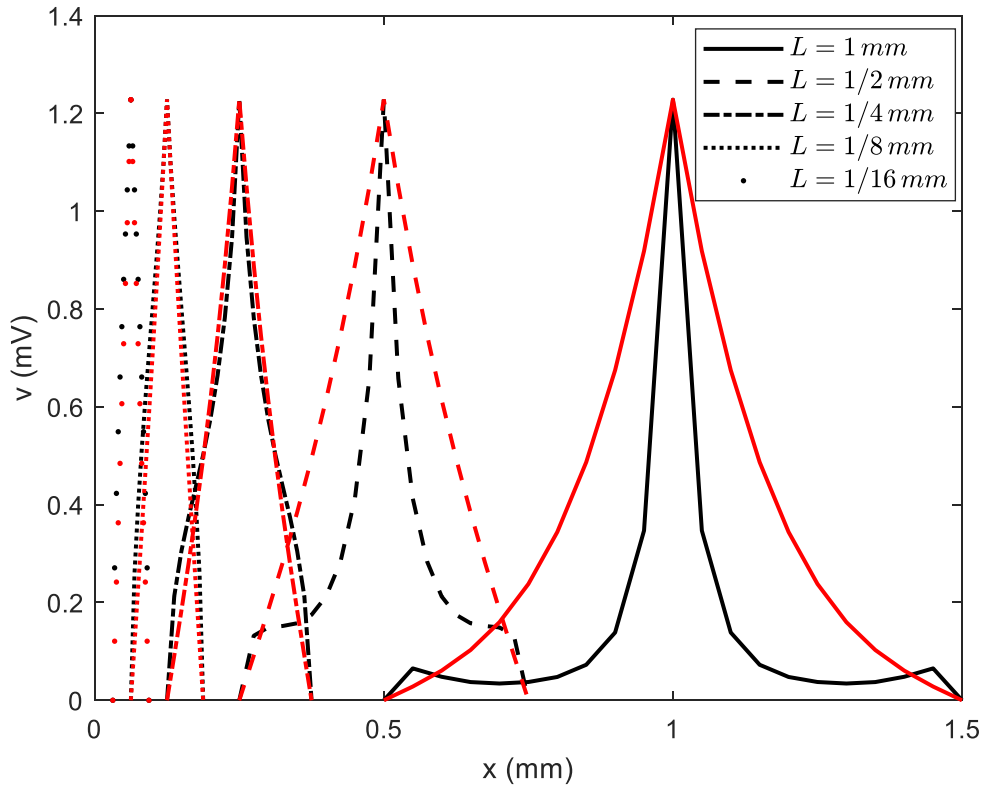 1.4
1.2
1
0.8
0.6
0.4
0.2
0
v (mV)
L = 1 mm
L = 1/2 mm
L = 1/4 mm
L = 1/8 mm
L = 1/16 mm
0
0.5
1
1.5
x (mm)